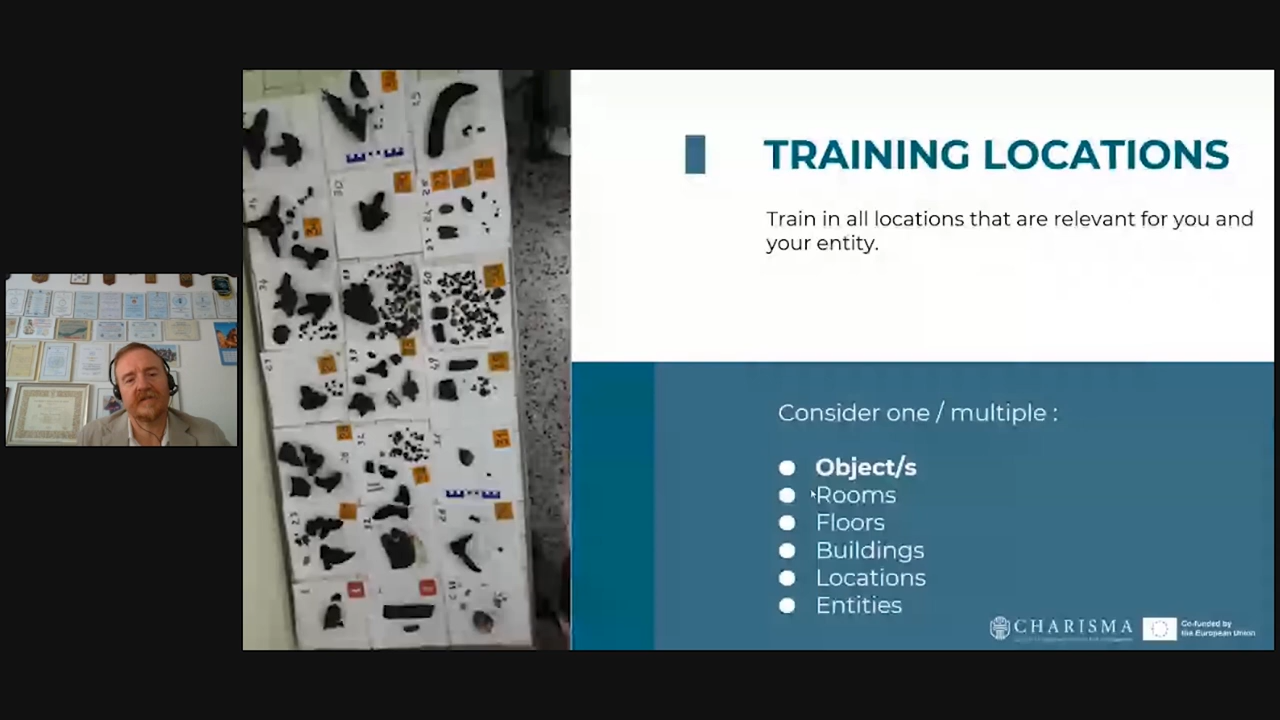 TRAINING LOCATIONS
Train in all locations that are relevant for you and
your entity.
Consider one / multiple :
Object/s
Rooms
Floors
Buildings
Locations
Entities
CHARISMA
Co-funded by
the European Union